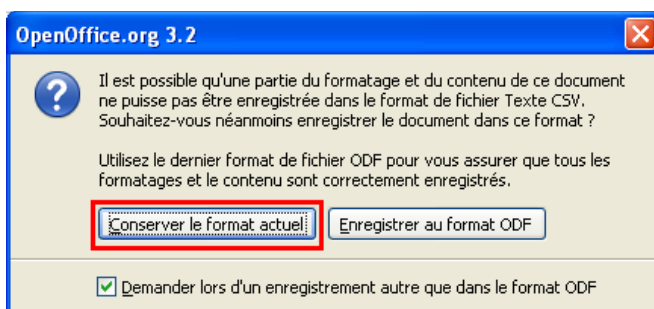 OpenOffice.org 3.2
Il est possible qu'une partie du formatage et du contenu de ce document
ne puisse pas être enregistrée dans le format de fichier Texte CSV.
Souhaitez-vous néanmoins enregistrer le document dans ce format ?
Utilisez le dernier format de fichier ODF pour vous assurer que tous les
formatages et le contenu sont correctement enregistrés.
Conserver le format actuel Enregistrer au format ODF
Demander lors d'un enregistrement autre que dans le format ODF